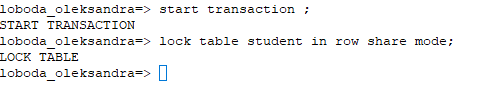 loboda_oleksandra=> start transaction ;
START TRANSACTION
loboda_oleksandra=> lock table student in row share mode;
LOCK TABLE
loboda_oleksandra=>